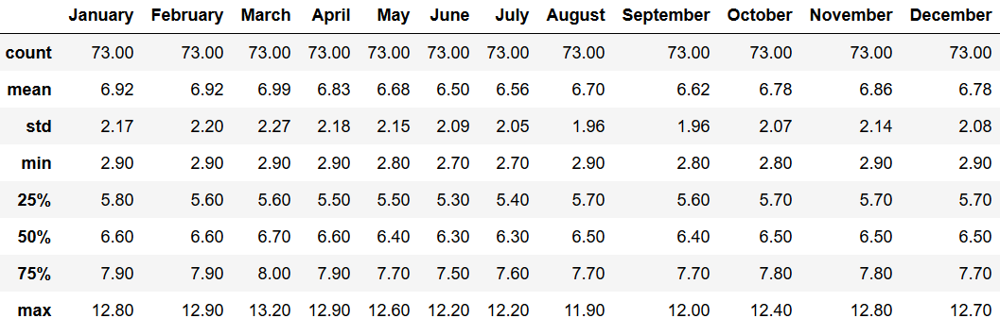 January February March April May June July August September October November December
count 73.00 73.00 73.00 73.00 73.00 73.00 73.00 73.00 73.00 73.00 73.00 73.00
mean 6.92 6.92 6.99 6.83 6.68 6.50 6.56 6.70 6.62 6.78 6.86 6.78
std 2.17 2.20 2.27 2.18 2.15 2.09 2.05 1.96 1.96 2.07 2.14 2.08
min 2.90 2.90 2.90 2.90 2.80 2.70 2.70 2.90 2.80 2.80 2.90 2.90
25% 5.80 5.60 5.60 5.50 5.50 5.30 5.40 5.70 5.60 5.70 5.70 5.70
50% 6.60 6.60 6.70 6.60 6.40 6.30 6.30 6.50 6.40 6.50 6.50 6.50
75% 7.90 7.90 8.00 7.90 7.70 7.50 7.60 7.70 7.70 7.80 7.80 7.70
max 12.80 12.90 13.20 12.90 12.60 12.20 12.20 11.90 12.00 12.40 12.80 12.70